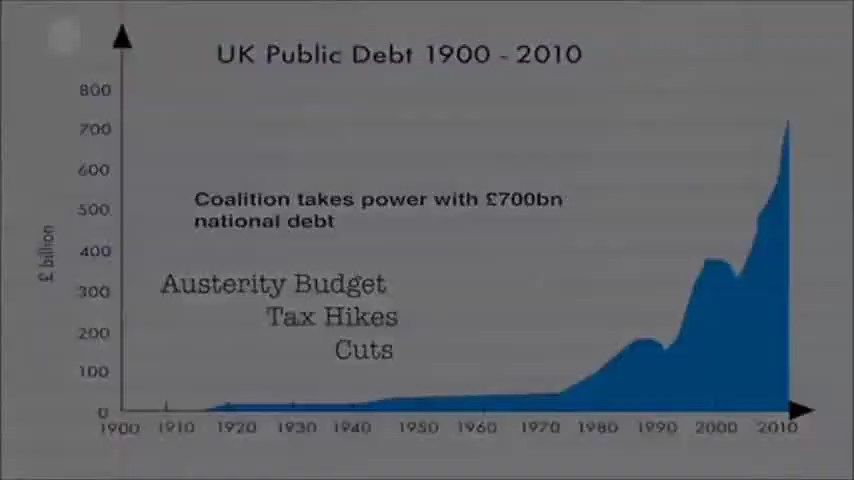 UK Public Debt 1900 - 2010
800
700
600
500
400
300
200
100
0
£ billion
Coalition takes power with £700bn
national debt
Austerity Budget
Tax Hikes
Cuts
1900 1910 1920 1930 1940 1950 1960 1970 1980 1990 2000 2010